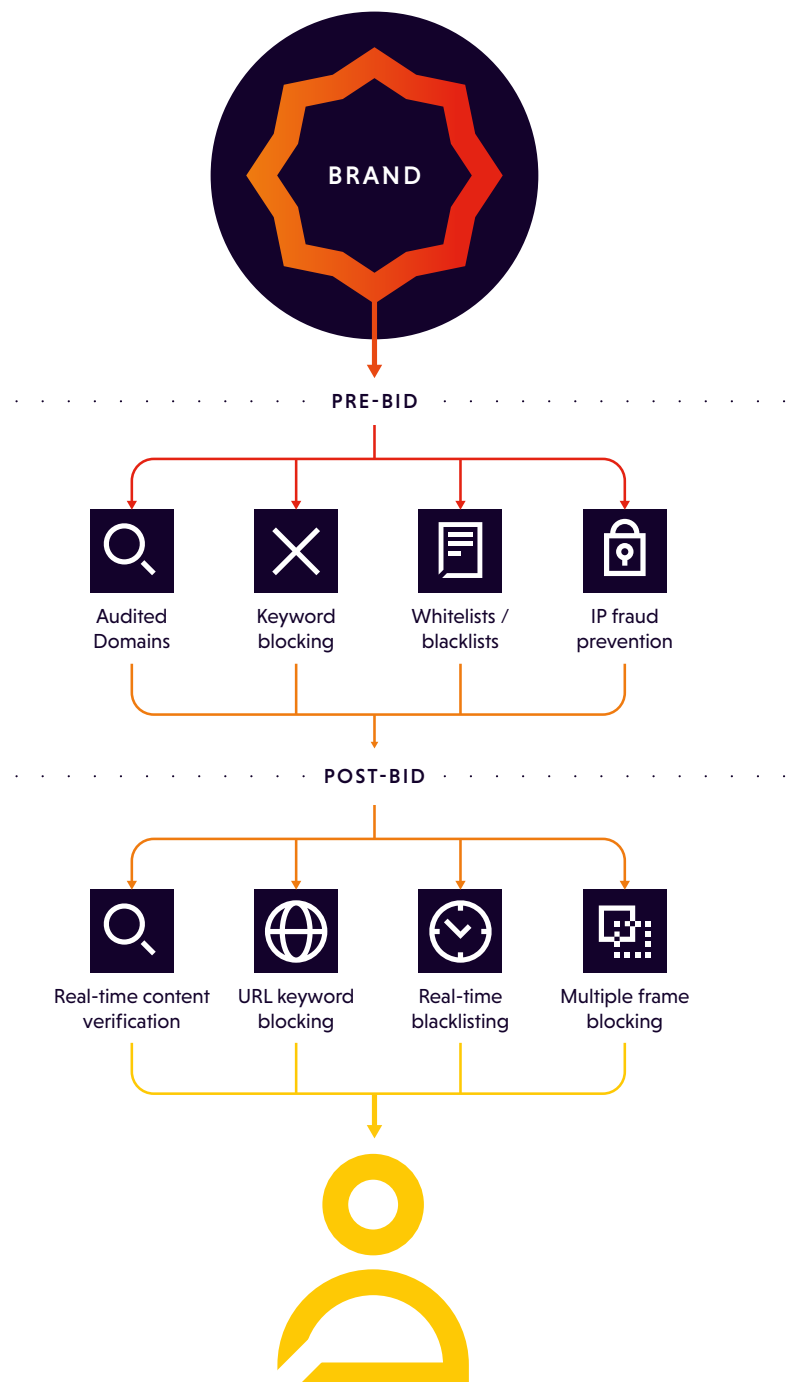 BRAND
PRE-BID
Audited
Domains
Keyword
blocking
Whitelists /
blacklists
IP fraud
prevention
POST-BID
Real-time content
verification
URL keyword
blocking
Real-time
blacklisting
Multiple frame
blocking